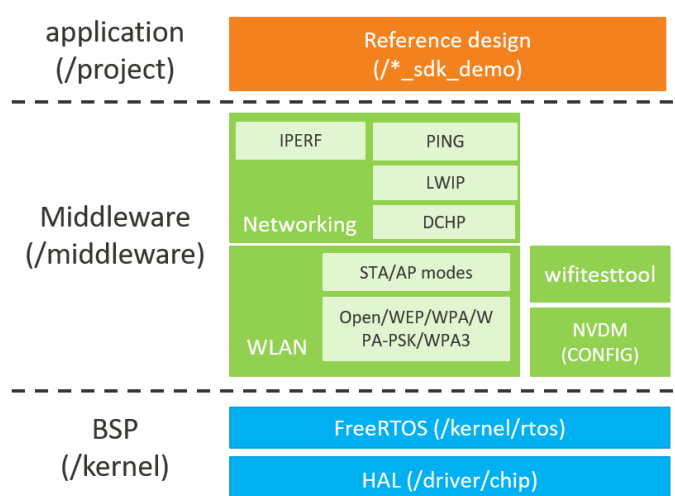 application
(/project)
Reference design
(/*_sdk_demo)
Middleware
(/middleware)
IPERF
PING
LWIP
Networking
DCHP
STA/AP modes
Open/WEP/WPA/W
PA-PSK/WPA3
WLAN
wifitesttool
NVDM
(CONFIG)
BSP
(/kernel)
FreeRTOS (/kernel/rtos)
HAL (/driver/chip)